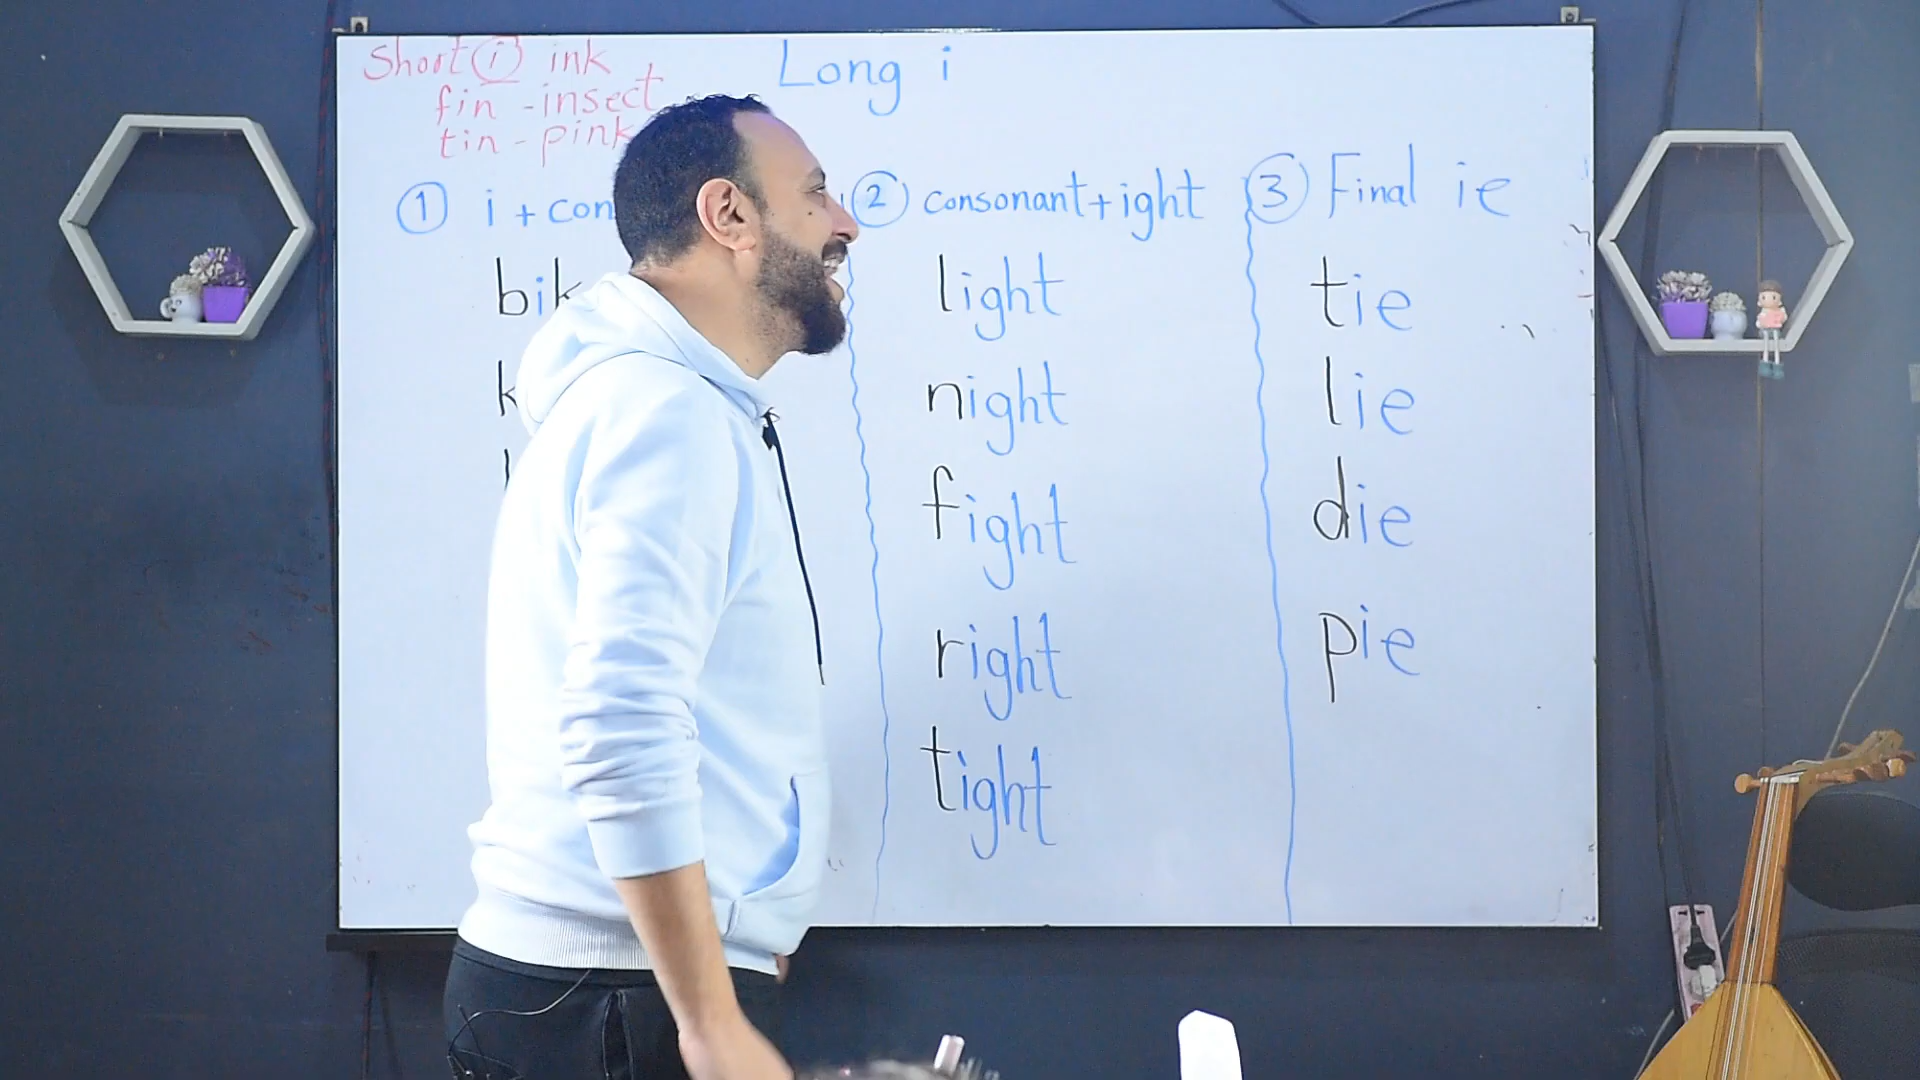 Short i ink
fin - insect
tin - pink
Long i
1 i + con
bik
k
2 consonant + ight
light
night
fight
right
tight
3 Final ie
tie
lie
die
pie